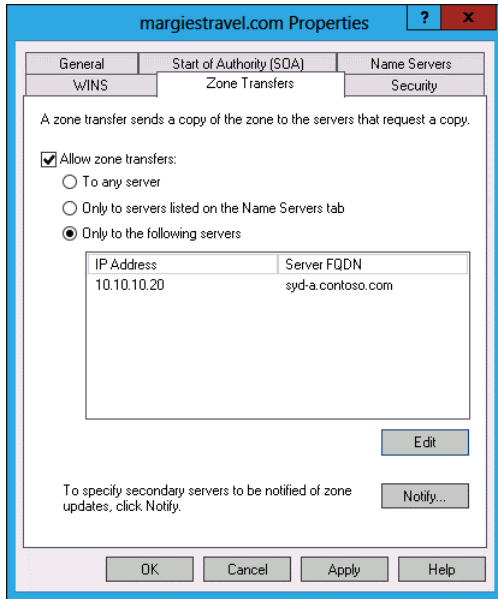 margiestravel.com Properties
?
x
General
Start of Authority (SOA)
Name Servers
WINS
Zone Transfers
Security
A zone transfer sends a copy of the zone to the servers that request a copy.
Allow zone transfers:
To any server
Only to servers listed on the Name Servers tab
Only to the following servers
IP Address
Server FQDN
10.10.10.20
syd-a.contoso.com
Edit
To specify secondary servers to be notified of zone
updates, click Notify.
Notify...
OK
Cancel
Apply
Help